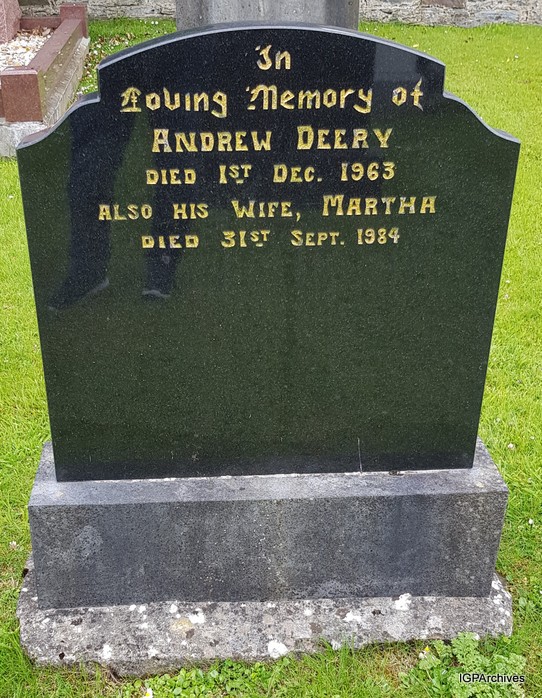 In
Loving Memory of
ANDREW DEERY
DIED 1ST DEC. 1963
ALSO HIS WIFE, MARTHA
DIED 31ST SEPT. 1984
IGPArchives